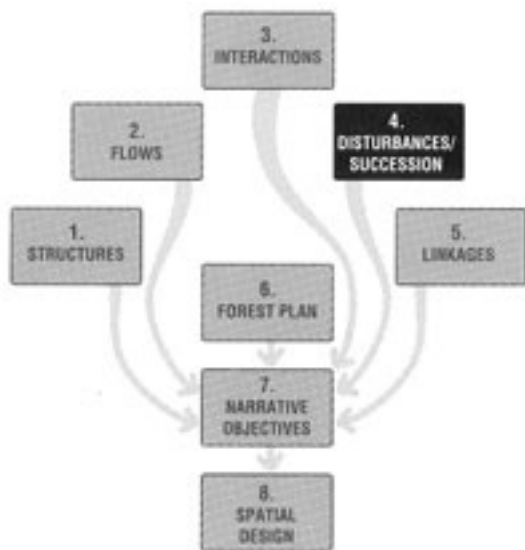 3.
INTERACTIONS
2.
FLOWS
4.
DISTURBANCES/
SUCCESSION
1.
STRUCTURES
5.
LINKAGES
6.
FOREST PLAN
7.
NARRATIVE
OBJECTIVES
8.
SPATIAL
DESIGN